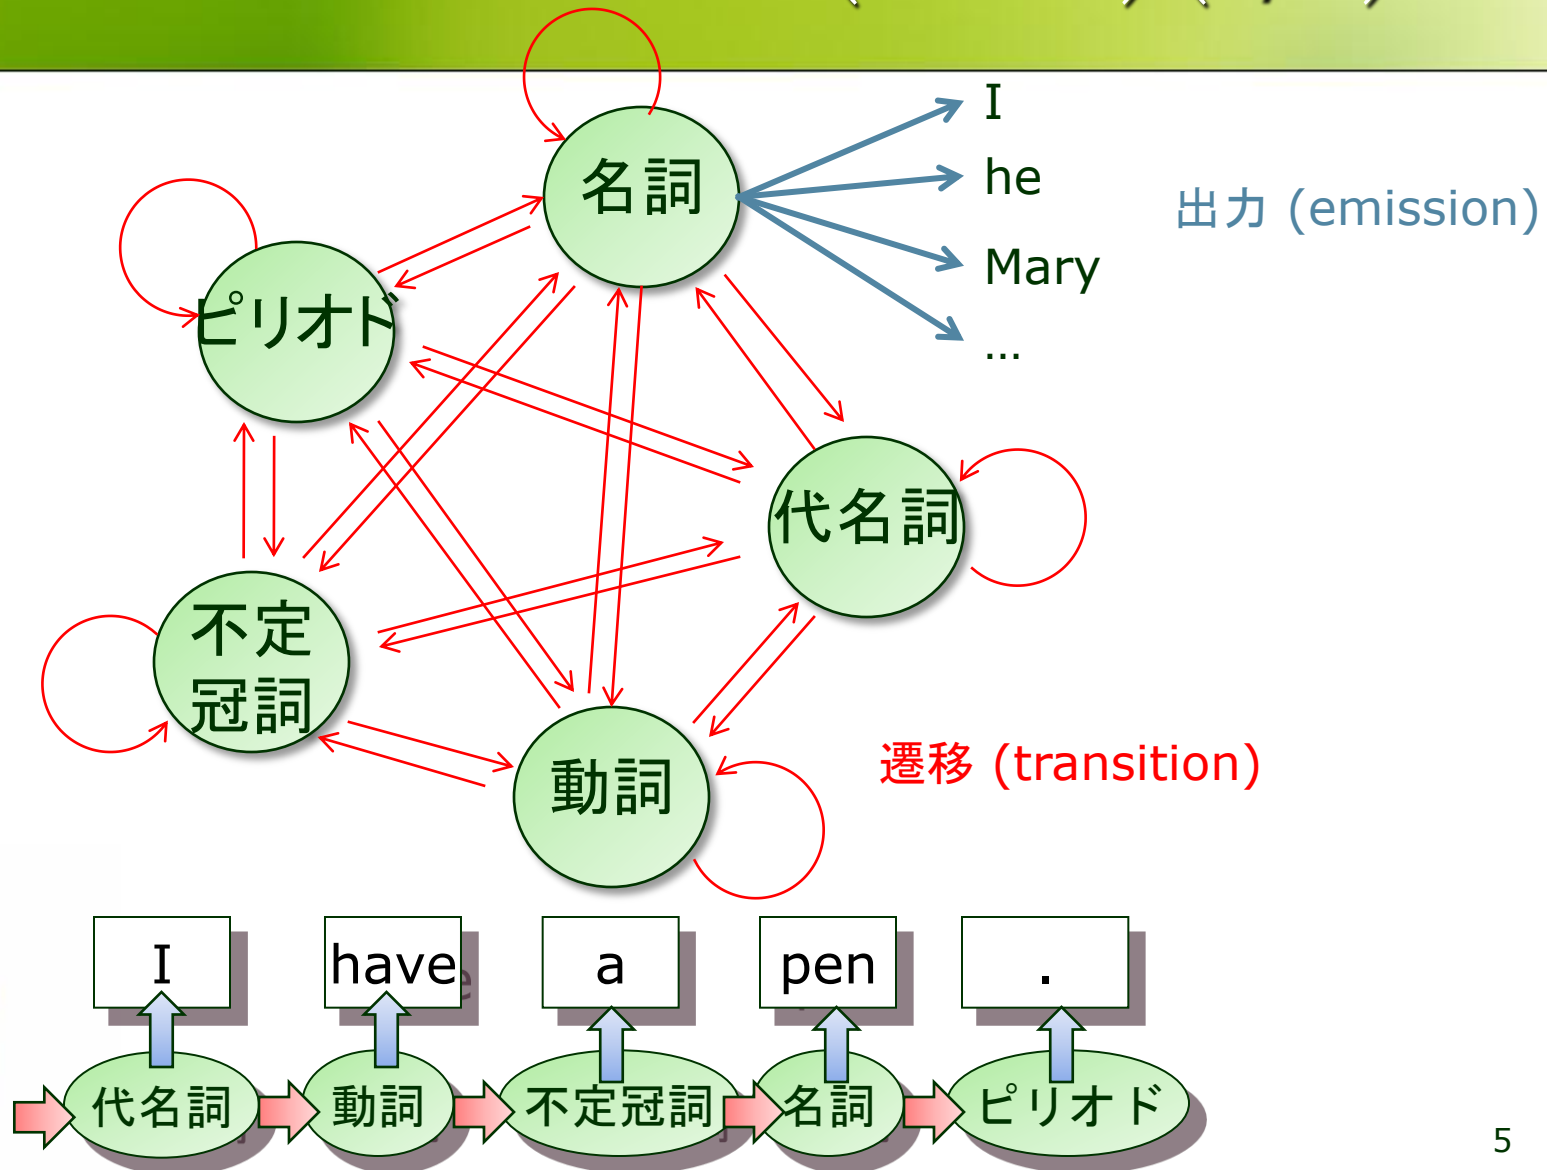 名詞
I
he
Mary
…
出力 (emission)
ピリオド
代名詞
不定
冠詞
動詞
遷移 (transition)
I
have
a
pen
.
代名詞
動詞
不定冠詞
名詞
ピリオド
5